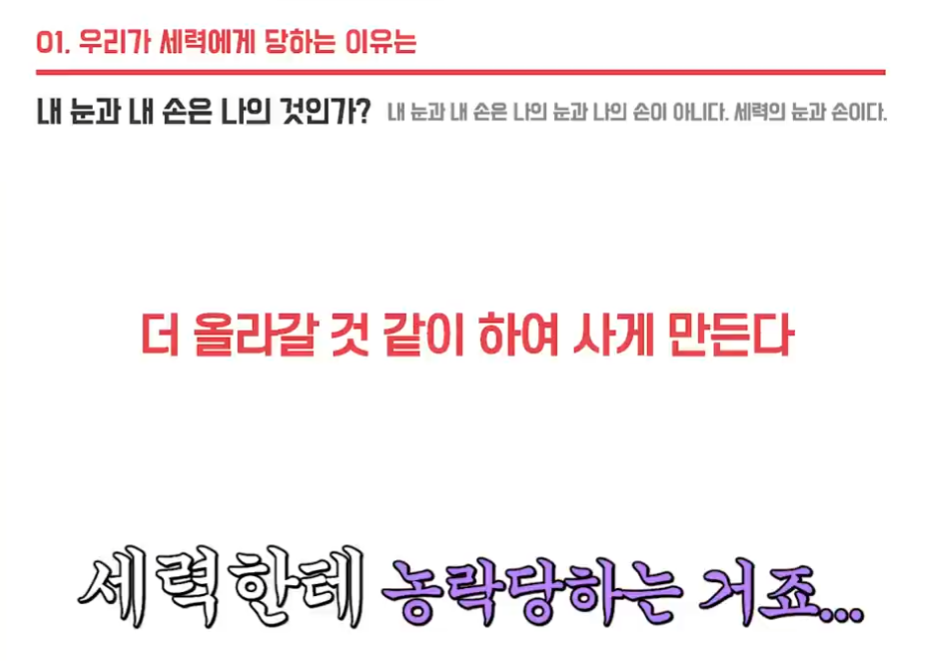 01. 우리가 세력에게 당하는 이유는
내 눈과 내 손은 나의 것인가? 내 눈과 내 손은 나의 눈과 나의 손이 아니다. 세력의 눈과 손이다.
더 올라갈 것 같이 하여 사게 만든다
세력한테 농락당하는 거죠...